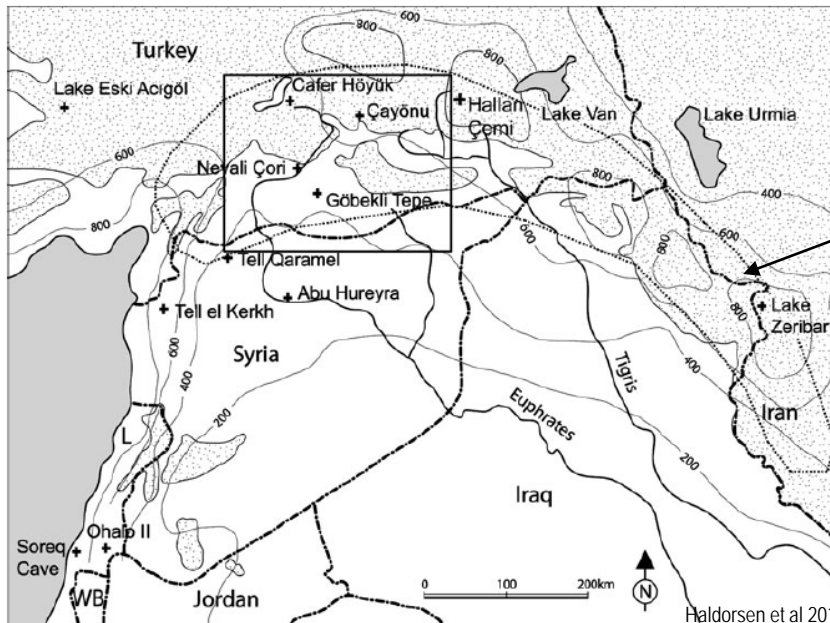 600
800
Turkey
800
600
Lake Eski Acıgöl
Cafer Höyük
Çayönu
Hallan
Çemi
Lake Van
Lake Urmia
600
800
Nevali Çori
Göbekli Tepe
800
400
600
800
600
Tell Qaramel
Abu Hureyra
800
Lake
Zeribar
Tell el Kerkh
600
400
Syria
200
Tigris
400
Iran
Euphrates
200
L
Iraq
Soreq
Cave
Ohalo II
WB
Jordan
0 100 200km
N
Haldorsen et al 201